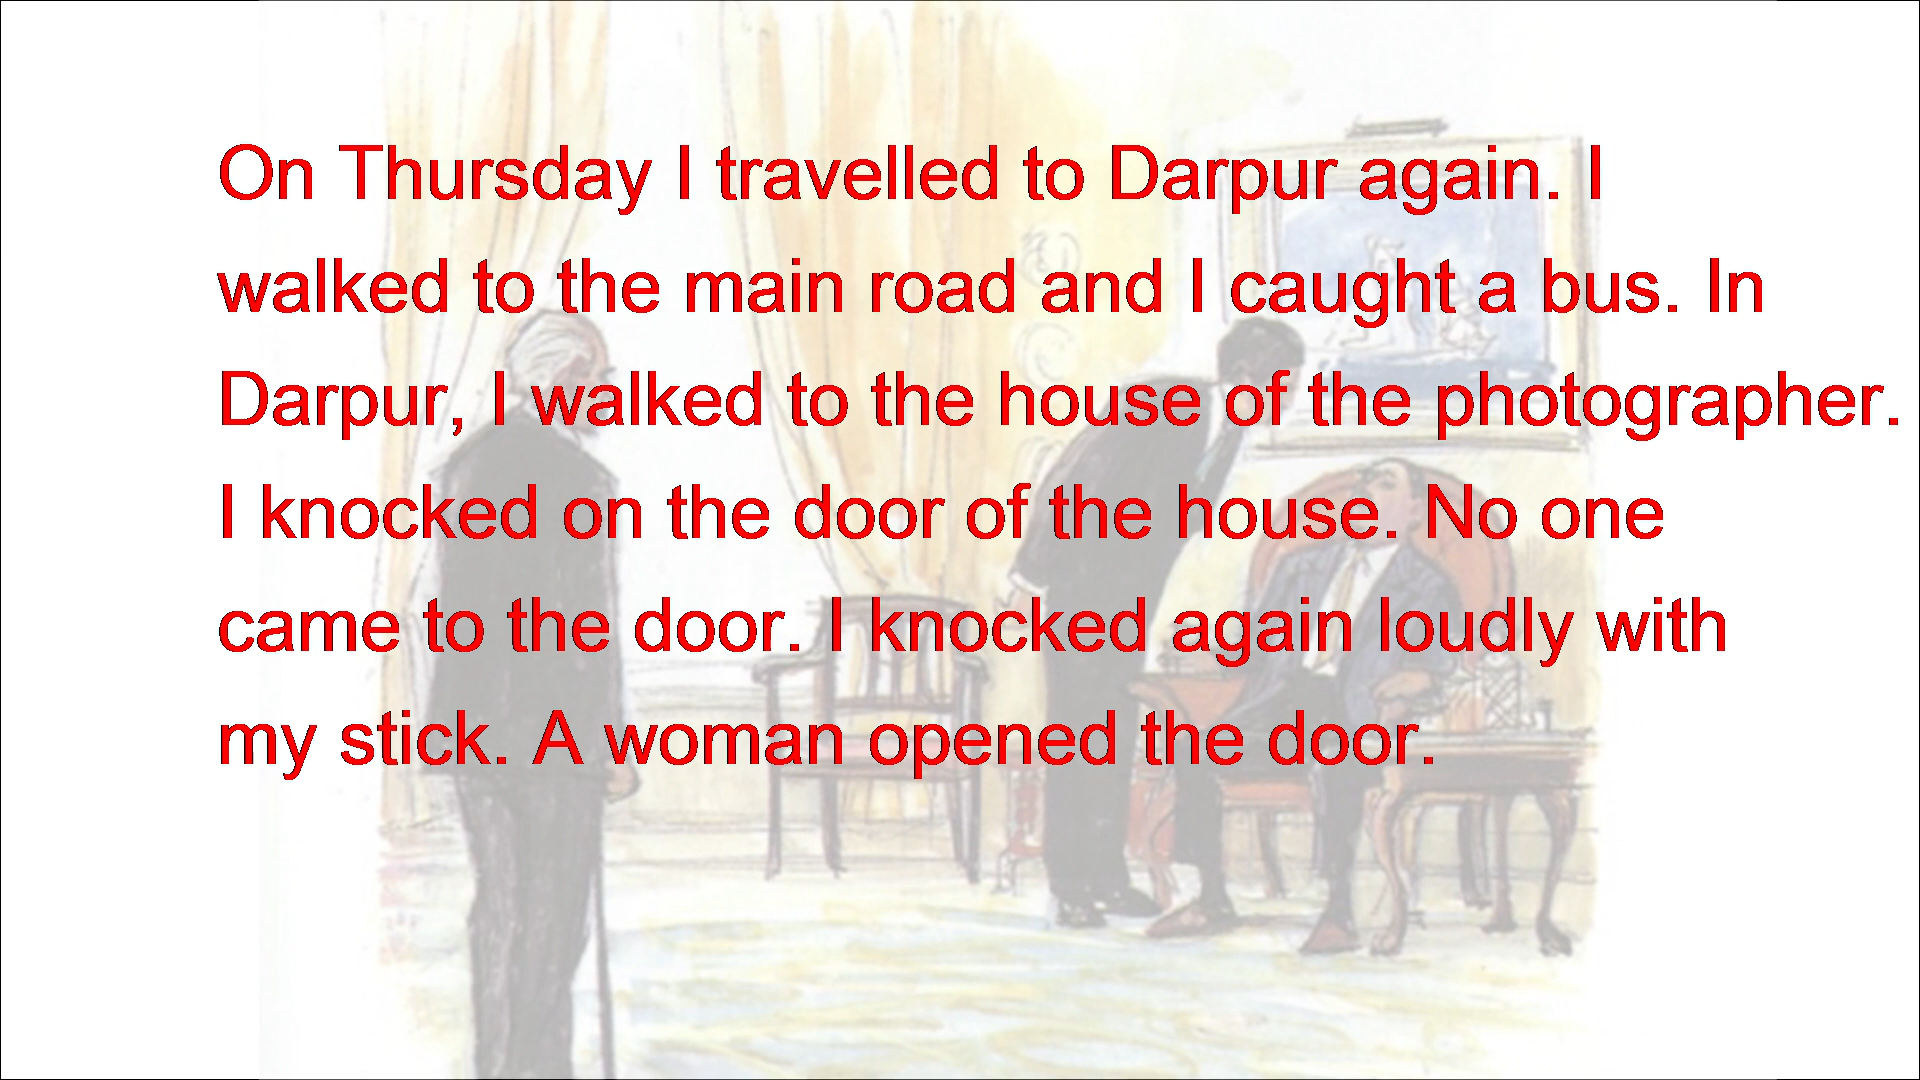 On Thursday I travelled to Darpur again. I
walked to the main road and I caught a bus. In
Darpur, I walked to the house of the photographer.
I knocked on the door of the house. No one
came to the door. I knocked again loudly with
my stick. A woman opened the door.